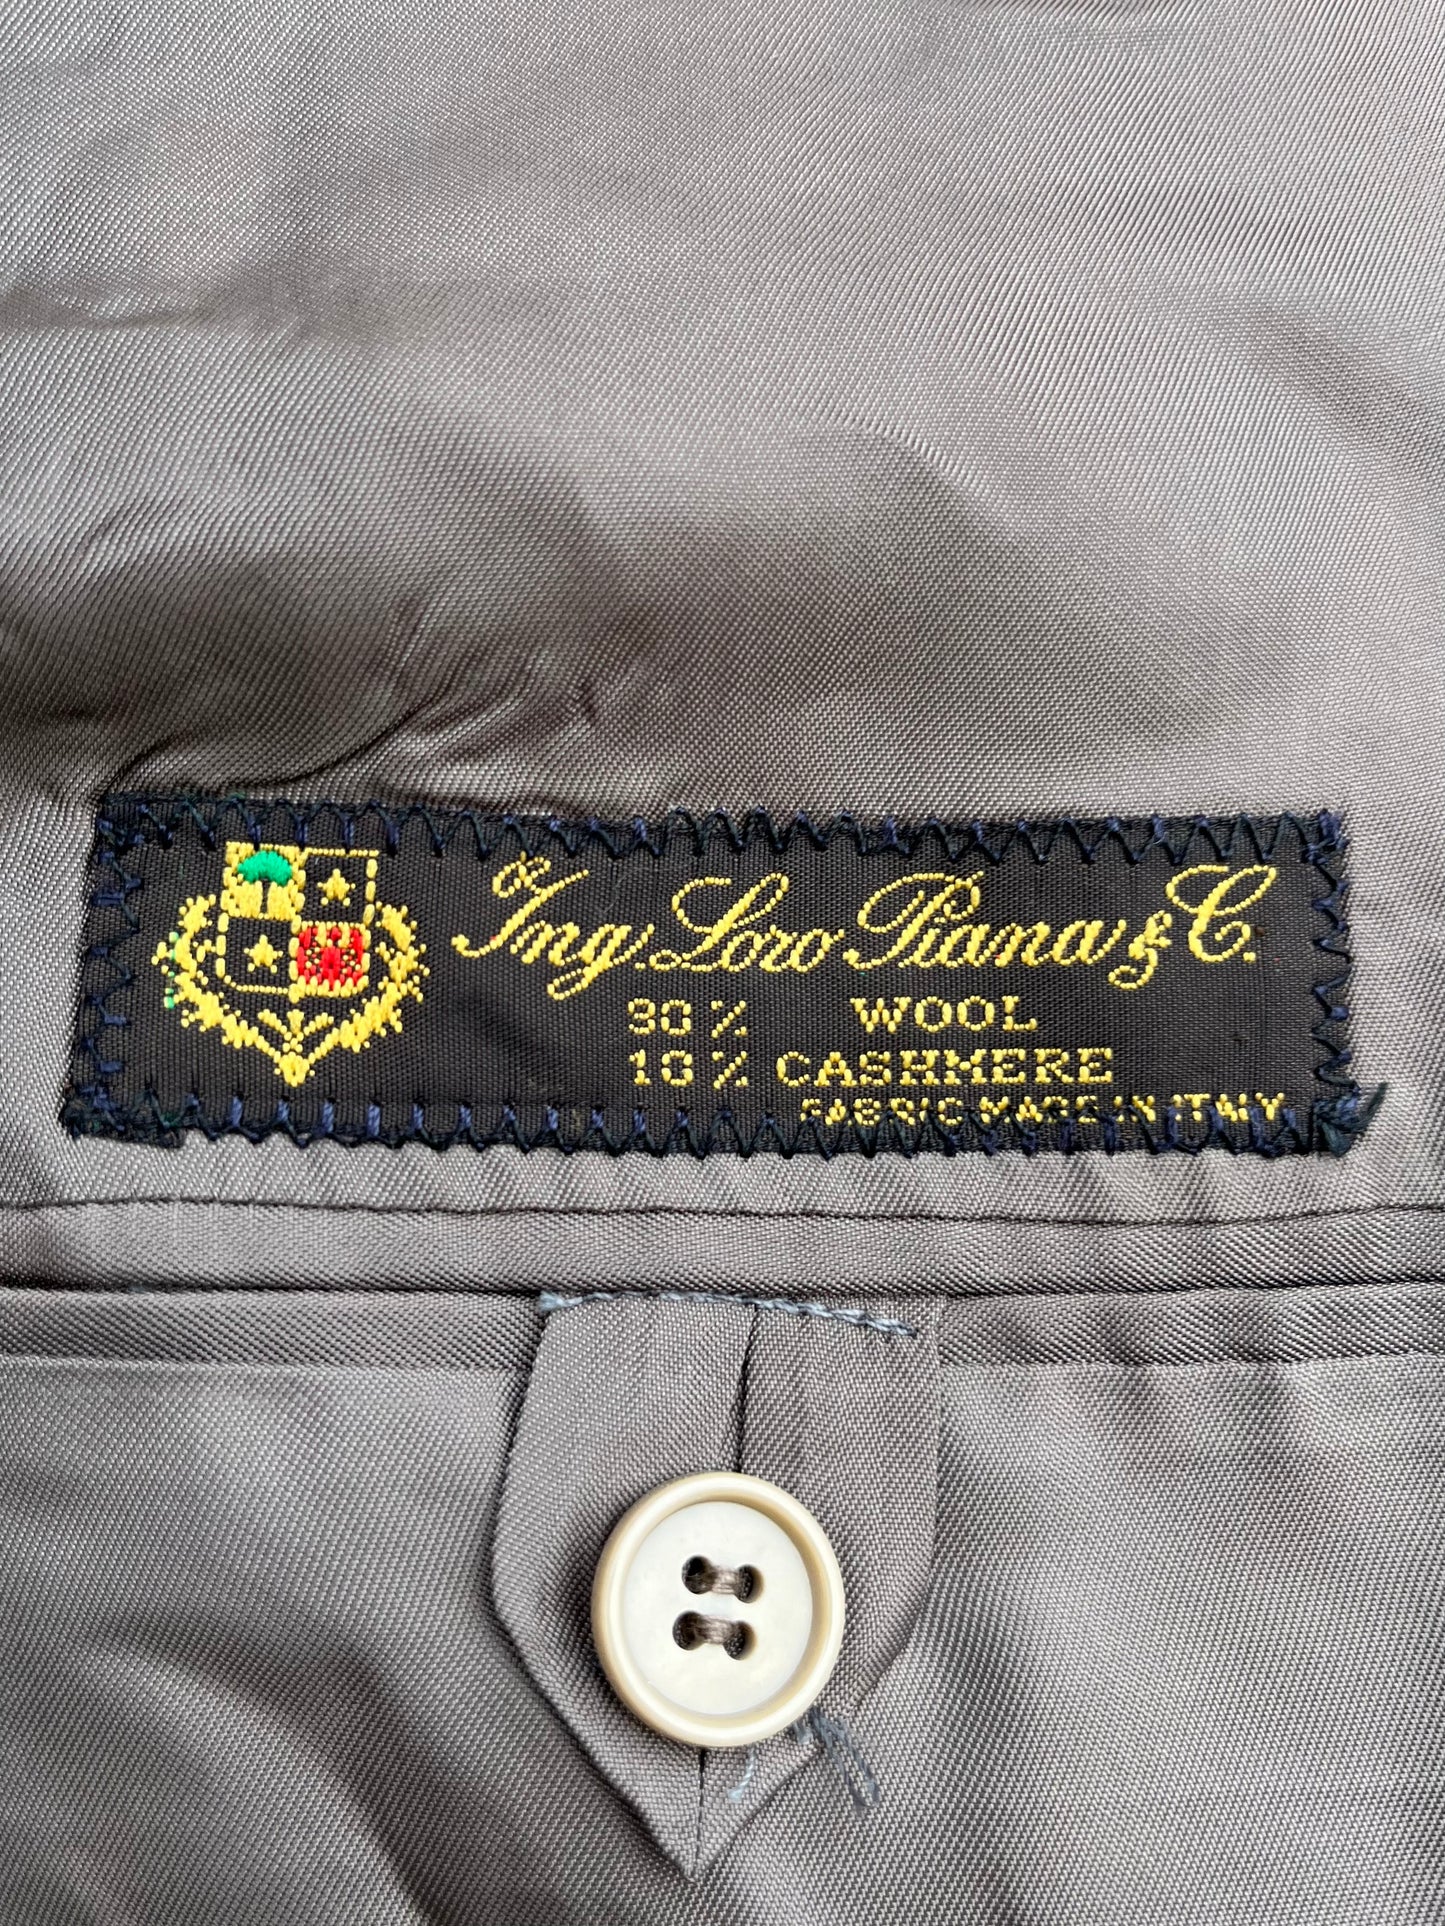 Ing. Loro Piana & C.
90% WOOL
10% CASHMERE
FABRIC MADE IN ITALY